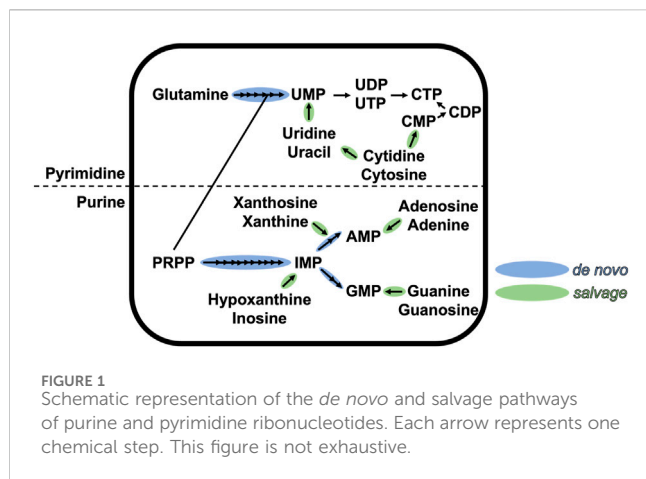 Glutamine
UMP
UDP
UTP
CTP
CDP
CMP
Uridine
Uracil
Cytidine
Cytosine
Pyrimidine
Purine
Xanthosine
Xanthine
Adenosine
Adenine
AMP
PRPP
IMP
GMP
Guanine
Guanosine
Hypoxanthine
Inosine
de novo
salvage
FIGURE 1
Schematic representation of the de novo and salvage pathways
of purine and pyrimidine ribonucleotides. Each arrow represents one
chemical step. This figure is not exhaustive.